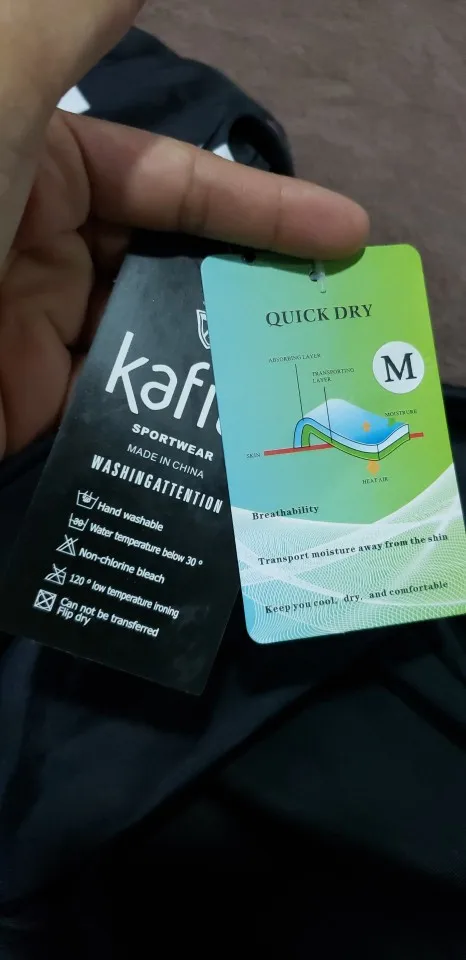 SPORTWEAR
MADE IN CHINA
WASHINGATTENTION
Hand washable
30
Water temperature below 30 °
Non-chlorine bleach
120 ° low temperature ironing
Can not be transferred
Flip dry
QUICK DRY
M
ABSORBING LAYER
TRANSPORTING
LAYER
MOISTRURE
SKIN
HEAT AIR
Breathability
Transport moisture away from the shin
Keep you cool, dry, and comfortable